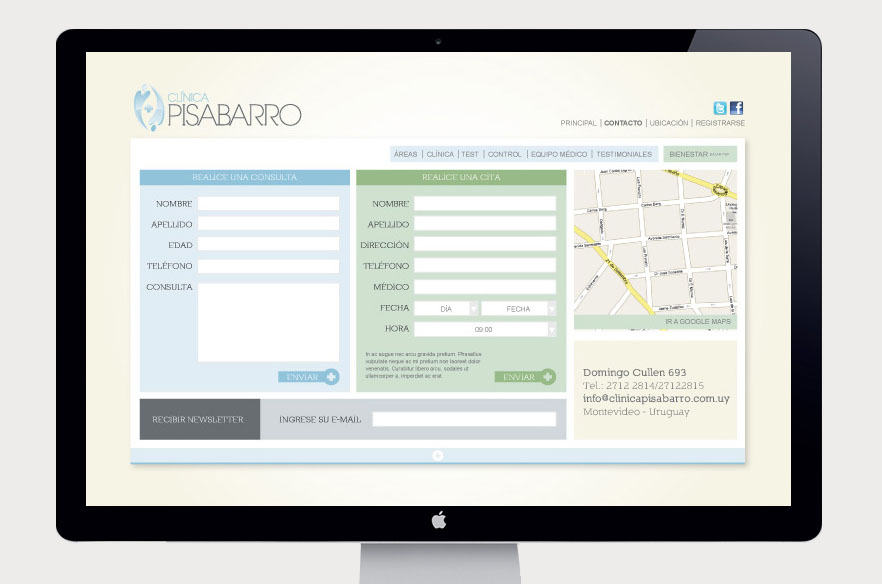 CLÍNICA
PISABARRO
PRINCIPAL | CONTACTO | UBICACIÓN | REGISTRARSE
ÁREAS | CLÍNICA | TEST | CONTROL | EQUIPO MÉDICO | TESTIMONIALES
BIENESTAR
REALICE UNA CONSULTA
NOMBRE
APELLIDO
EDAD
TELÉFONO
CONSULTA
ENVIAR
REALICE UNA CITA
NOMBRE
APELLIDO
DIRECCIÓN
TELÉFONO
MÉDICO
FECHA DÍA FECHA
HORA 09:00
In ac augue nec arcu gravida pretium. Phasellus
vulputate neque ac mi pretium non laoreet dolor
venenatis. Curabitur libero arcu, sodales ut
ullamcorper a, imperdiet ac erat.
ENVIAR
IR A GOOGLE MAPS
Domingo Cullen 693
Tel.: 2712 2814/27122815
info@clinicapisabarro.com.uy
Montevideo - Uruguay
RECIBIR NEWSLETTER
INGRESE SU E-MAIL